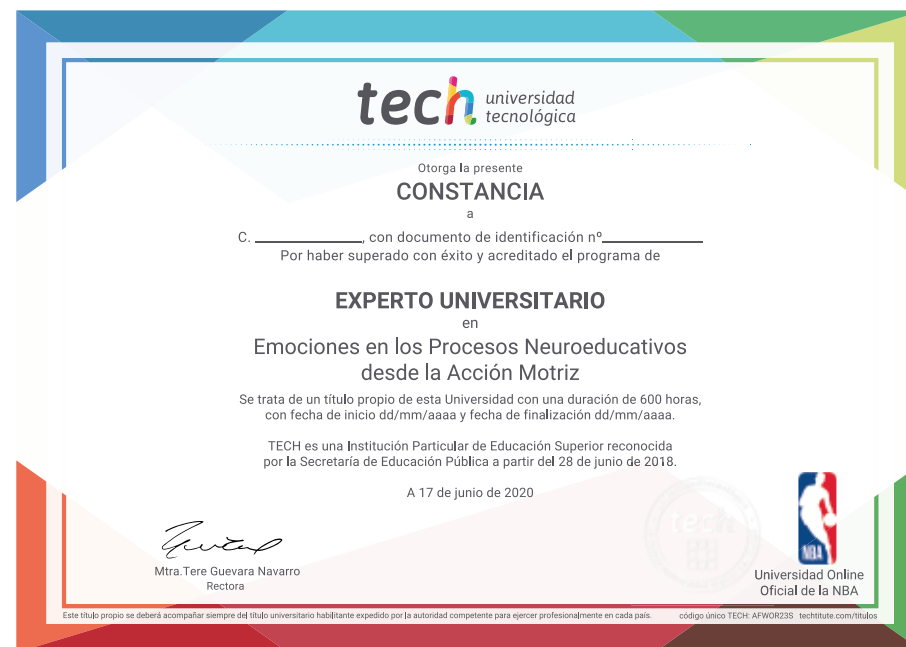 tech universidad
tecnológica
Otorga la presente
CONSTANCIA
a
C. ____________, con documento de identificación nº____________
Por haber superado con éxito y acreditado el programa de
EXPERTO UNIVERSITARIO
en
Emociones en los Procesos Neuroeducativos
desde la Acción Motriz
Se trata de un título propio de esta Universidad con una duración de 600 horas,
con fecha de inicio dd/mm/aaaa y fecha de finalización dd/mm/aaaa.
TECH es una Institución Particular de Educación Superior reconocida
por la Secretaría de Educación Pública a partir del 28 de junio de 2018.
A 17 de junio de 2020
tech
NBA
Mtra.Tere Guevara Navarro
Rectora
Universidad Online
Oficial de la NBA
Este título propio se deberá acompañar siempre del título universitario habilitante expedido por la autoridad competente para ejercer profesionalmente en cada país. código único TECH: AFWOR23S techtitute.com/titulos